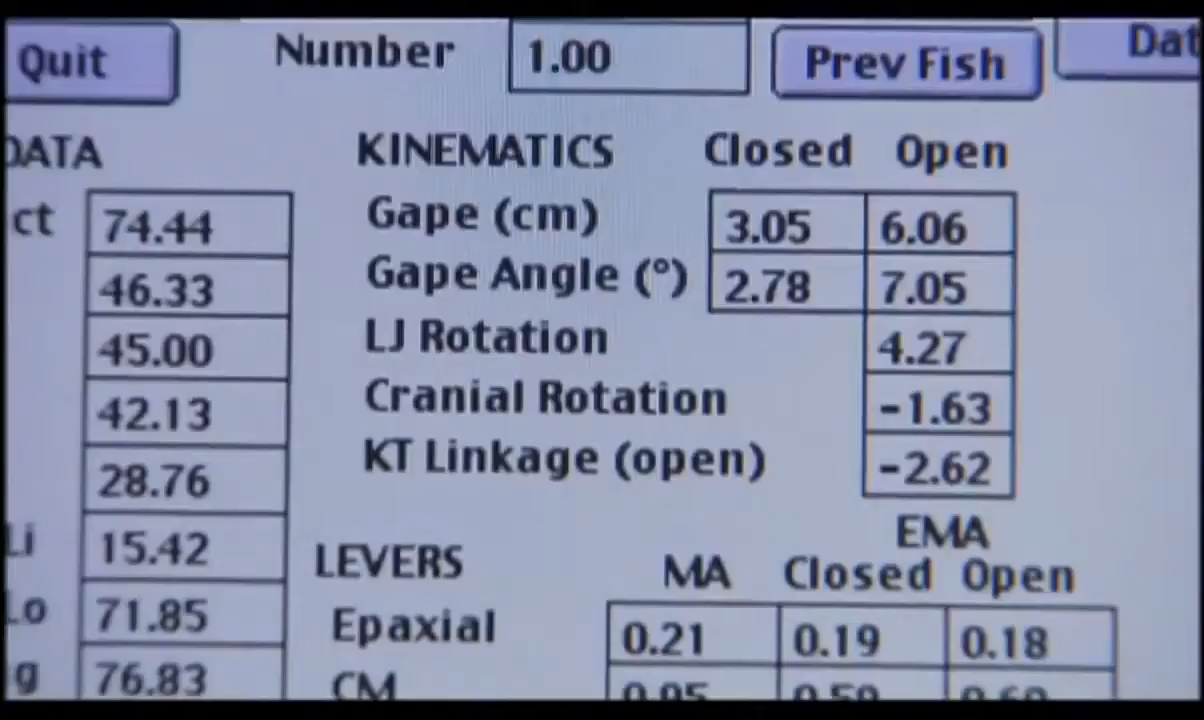 Quit Number 1.00 Prev Fish Dat
DATA KINEMATICS Closed Open
ct 74.44 Gape (cm) 3.05 6.06
46.33 Gape Angle (°) 2.78 7.05
45.00 LJ Rotation 4.27
42.13 Cranial Rotation -1.63
28.76 KT Linkage (open) -2.62
EMA
Li 15.42 LEVERS MA Closed Open
Lo 71.85 Epaxial 0.21 0.19 0.18
g 76.83 CM